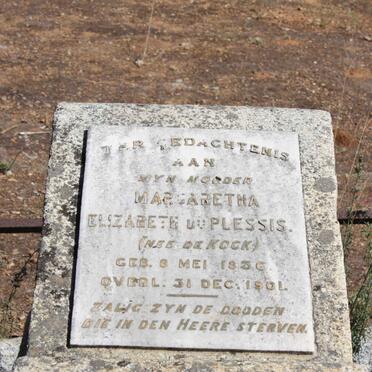 TER GEDACHTENIS
AAN
MYN MOEDER
MARGARETHA
ELIZABETH DU PLESSIS.
(NEE DE KOCK)
GEB. 8 MEI 1836
OVERL. 31 DEC. 1901.
ZALIG ZYN DE DOODEN
DIE IN DEN HEERE STERVEN.